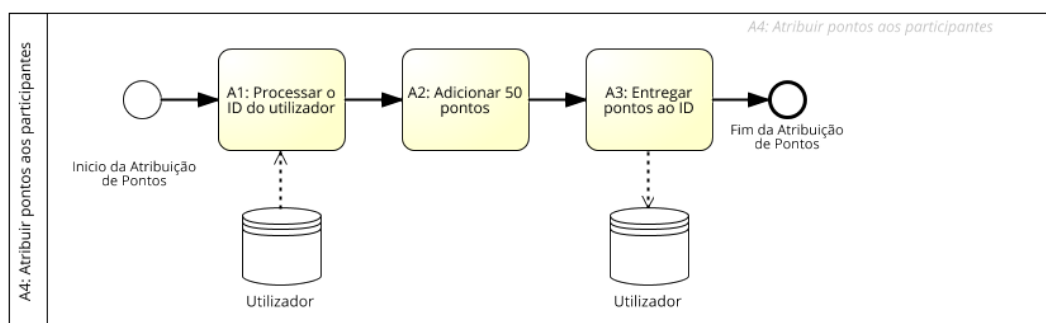 A4: Atribuir pontos aos participantes
A4: Atribuir pontos aos participantes
A1: Processar o
ID do utilizador
A2: Adicionar 50
pontos
A3: Entregar
pontos ao ID
Inicio da Atribuição
de Pontos
Fim da Atribuição
de Pontos
Utilizador
Utilizador